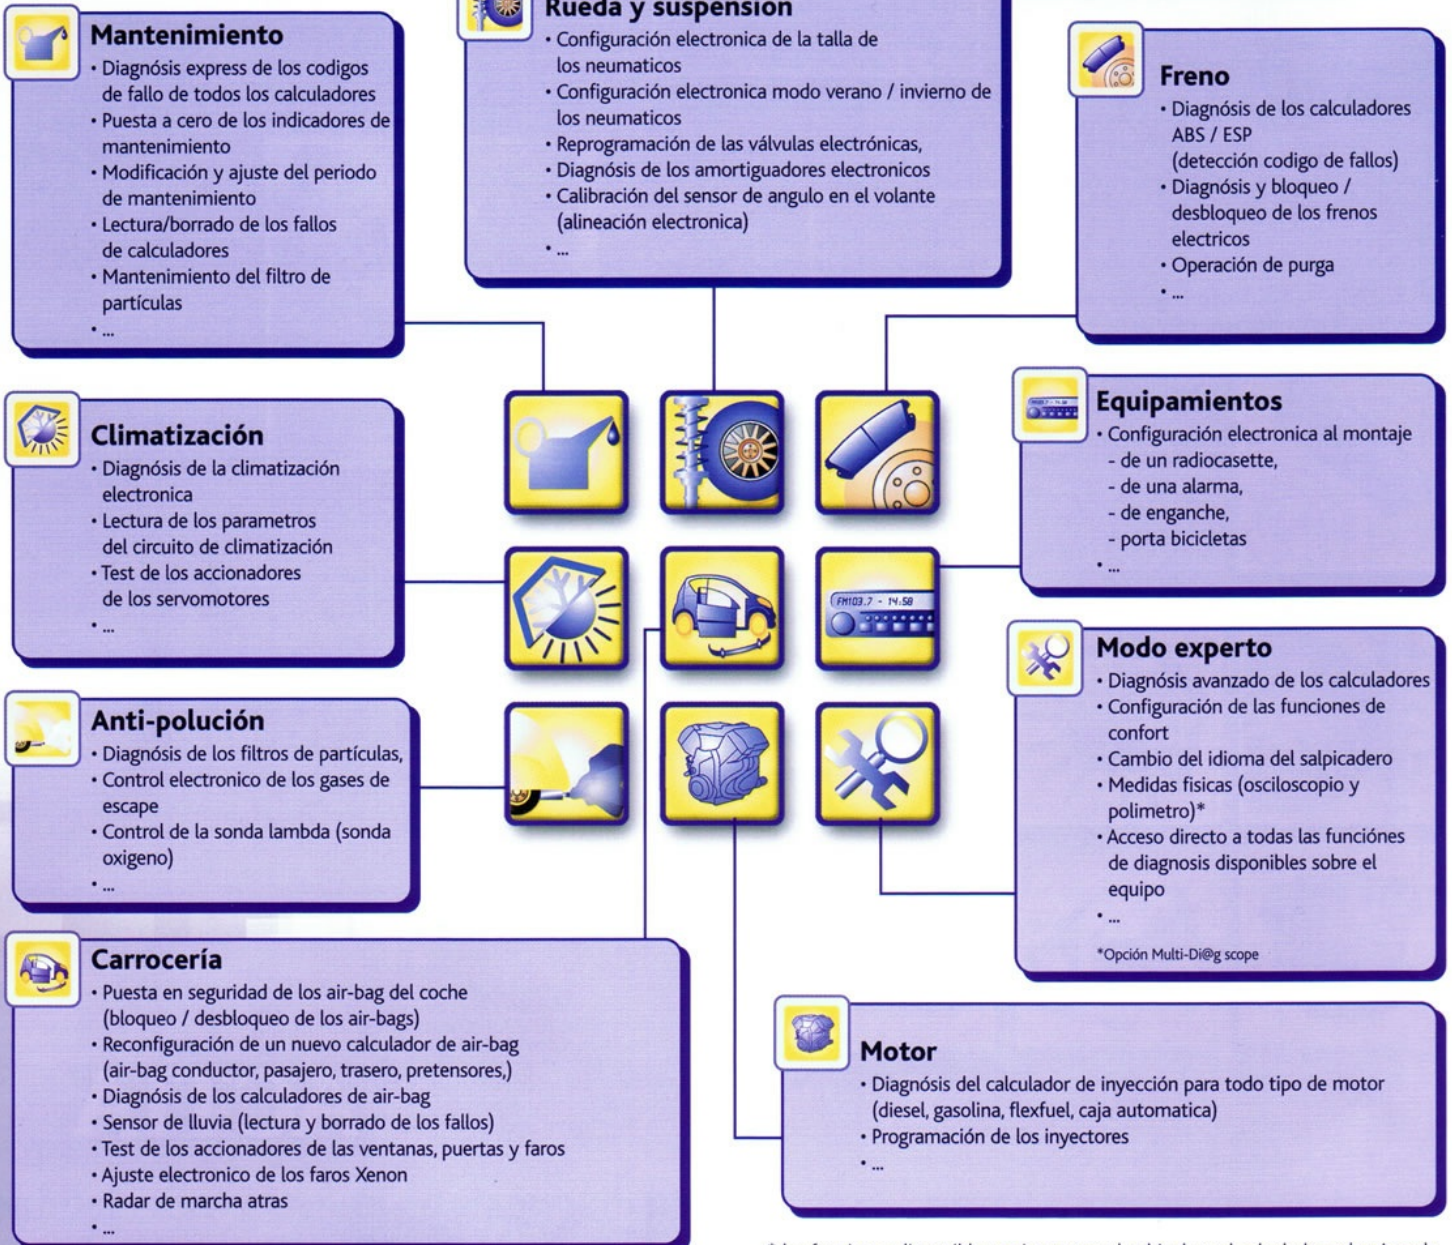 Mantenimiento
• Diagnósis express de los codigos
de fallo de todos los calculadores
• Puesta a cero de los indicadores de
mantenimiento
• Modificación y ajuste del periodo
de mantenimiento
• Lectura/borrado de los fallos
de calculadores
• Mantenimiento del filtro de
partículas
• ...
Rueda y suspensión
• Configuración electronica de la talla de
los neumaticos
• Configuración electronica modo verano / invierno de
los neumaticos
• Reprogramación de las válvulas electrónicas,
• Diagnósis de los amortiguadores electronicos
• Calibración del sensor de angulo en el volante
(alineación electronica)
• ...
Freno
• Diagnósis de los calculadores
ABS / ESP
(detección codigo de fallos)
• Diagnósis y bloqueo /
desbloqueo de los frenos
electricos
• Operación de purga
• ...
Climatización
• Diagnósis de la climatización
electronica
• Lectura de los parametros
del circuito de climatización
• Test de los accionadores
de los servomotores
• ...
FM103.7 - 14:58
Equipamientos
• Configuración electronica al montaje
- de un radiocasette,
- de una alarma,
- de enganche,
- porta bicicletas
• ...
Anti-polución
• Diagnósis de los filtros de partículas,
• Control electronico de los gases de
escape
• Control de la sonda lambda (sonda
oxigeno)
• ...
Modo experto
• Diagnósis avanzado de los calculadores
• Configuración de las funciones de
confort
• Cambio del idioma del salpicadero
• Medidas fisicas (osciloscopio y
polimetro)*
• Acceso directo a todas las funciónes
de diagnosis disponibles sobre el
equipo
• ...
*Opción Multi-Di@g scope
Carrocería
• Puesta en seguridad de los air-bag del coche
(bloqueo / desbloqueo de los air-bags)
• Reconfiguración de un nuevo calculador de air-bag
(air-bag conductor, pasajero, trasero, pretensores,)
• Diagnósis de los calculadores de air-bag
• Sensor de lluvia (lectura y borrado de los fallos)
• Test de los accionadores de las ventanas, puertas y faros
• Ajuste electronico de los faros Xenon
• Radar de marcha atras
• ...
Motor
• Diagnósis del calculador de inyección para todo tipo de motor
(diesel, gasolina, flexfuel, caja automatica)
• Programación de los inyectores
• ...